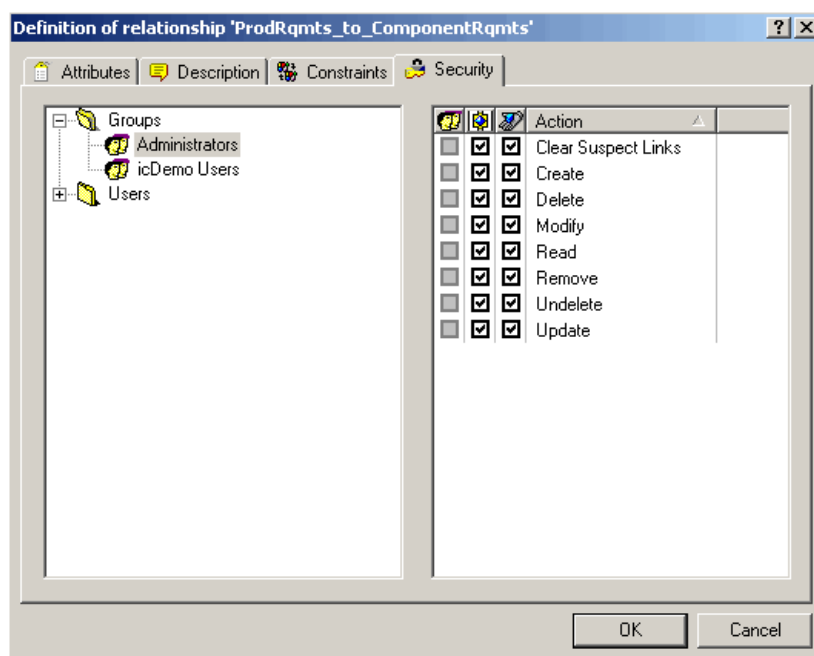 Definition of relationship 'ProdRqmts_to_ComponentRqmts'
Attributes Description Constraints Security
Groups
Administrators
icDemo Users
Users
Action
Clear Suspect Links
Create
Delete
Modify
Read
Remove
Undelete
Update
OK Cancel